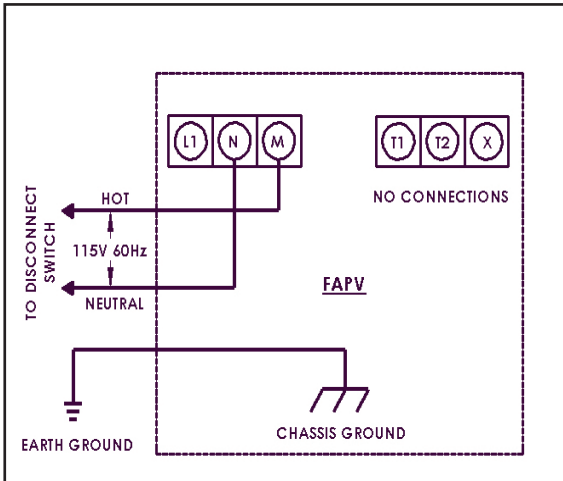 L1 N M
T1 T2 X
NO CONNECTIONS
TO DISCONNECT
SWITCH
HOT
115V 60Hz
NEUTRAL
FAPV
EARTH GROUND
CHASSIS GROUND